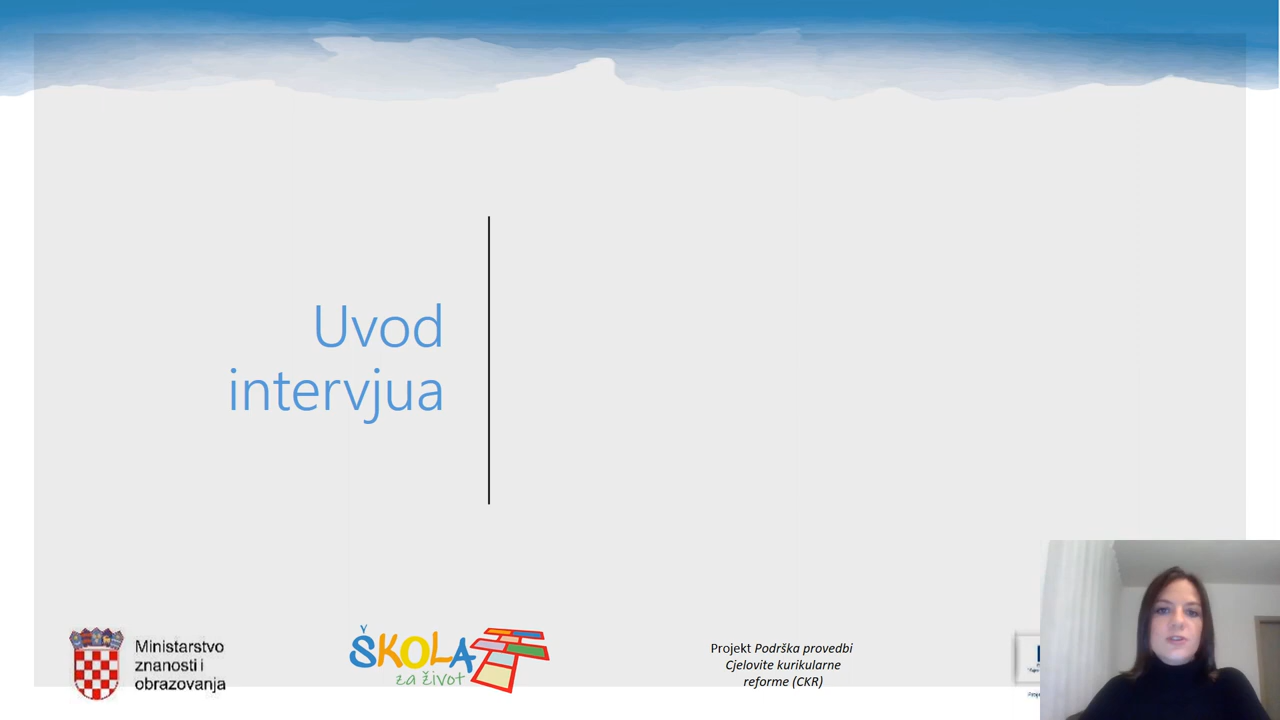 Uvod
intervjua
Ministarstvo
znanosti i
obrazovanja
ŠKOLA
za život
Projekt Podrška provedbi
Cjelovite kurikularne
reforme (CKR)